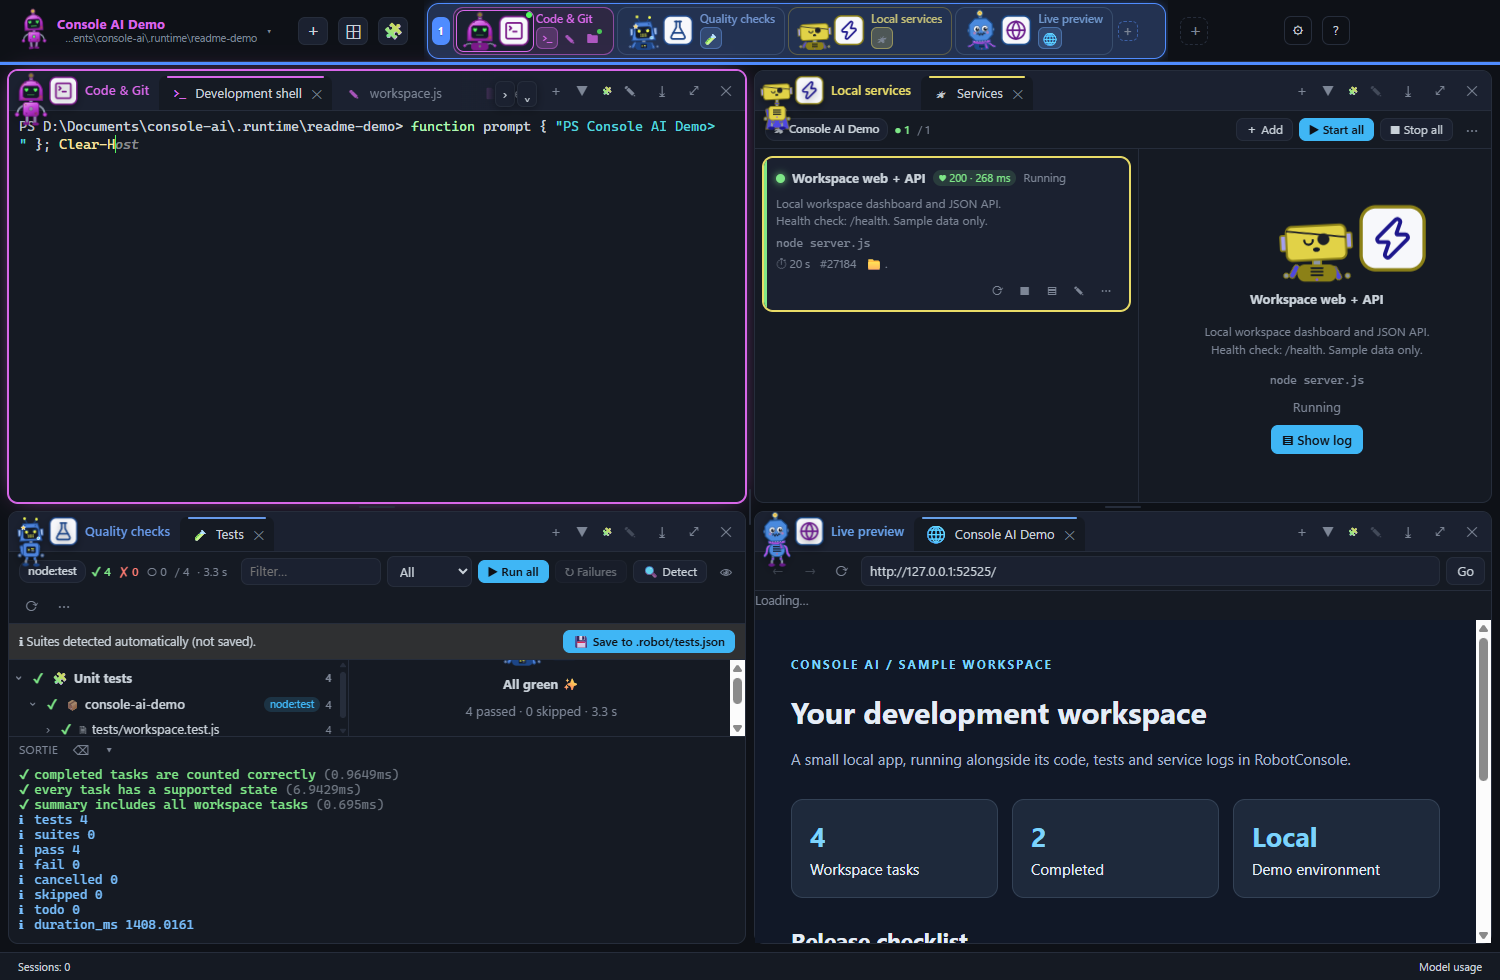 Console AI Demo
...ents\console-ai\.runtime\readme-demo
1
Code & Git
Quality checks
Local services
Live preview
?
Code & Git
Development shell
workspace.js
PS D:\Documents\console-ai\.runtime\readme-demo> function prompt { "PS Console AI Demo>
" }; Clear-Host
Local services
Services
Console AI Demo
1 / 1
+ Add
Start all
Stop all
Workspace web + API
200 · 268 ms
Running
Local workspace dashboard and JSON API.
Health check: /health. Sample data only.
node server.js
20 s
#27184
.
Workspace web + API
Local workspace dashboard and JSON API.
Health check: /health. Sample data only.
node server.js
Running
Show log
Quality checks
Tests
node:test
✓ 4 ✗ 0 ○ 0 / 4 · 3.3 s
Filter...
All
Run all
↻ Failures
Detect
ℹ Suites detected automatically (not saved).
Save to .robot/tests.json
Unit tests
4
console-ai-demo
node:test
4
tests/workspace.test.js
4
All green ✨
4 passed · 0 skipped · 3.3 s
SORTIE
✓ completed tasks are counted correctly (0.9649ms)
✓ every task has a supported state (6.9429ms)
✓ summary includes all workspace tasks (0.695ms)
ℹ tests 4
ℹ suites 0
ℹ pass 4
ℹ fail 0
ℹ cancelled 0
ℹ skipped 0
ℹ todo 0
ℹ duration_ms 1408.0161
Live preview
Console AI Demo
http://127.0.0.1:52525/
Go
Loading...
CONSOLE AI / SAMPLE WORKSPACE
Your development workspace
A small local app, running alongside its code, tests and service logs in RobotConsole.
4
Workspace tasks
2
Completed
Local
Demo environment
Release checklist
Sessions: 0
Model usage